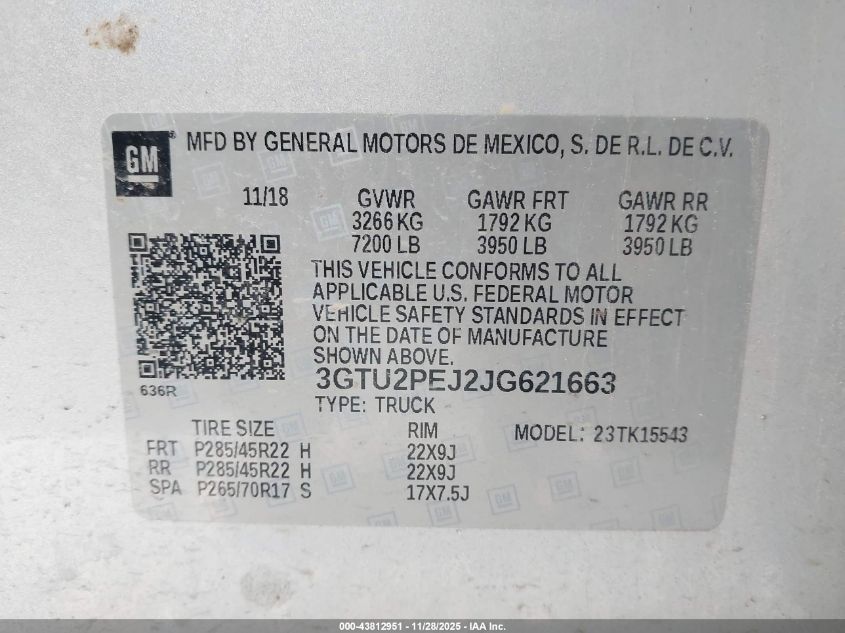 GM
MFD BY GENERAL MOTORS DE MEXICO, S. DE R.L. DE C.V.
11/18 GVWR GAWR FRT GAWR RR
3266 KG 1792 KG 1792 KG
7200 LB 3950 LB 3950 LB
THIS VEHICLE CONFORMS TO ALL
APPLICABLE U.S. FEDERAL MOTOR
VEHICLE SAFETY STANDARDS IN EFFECT
ON THE DATE OF MANUFACTURE
SHOWN ABOVE.
636R
3GTU2PEJ2JG621663
TYPE: TRUCK
TIRE SIZE RIM MODEL: 23TK15543
FRT P285/45R22 H 22X9J
RR P285/45R22 H 22X9J
SPA P265/70R17 S 17X7.5J
000-43812951 - 11/28/2025 - IAA Inc.